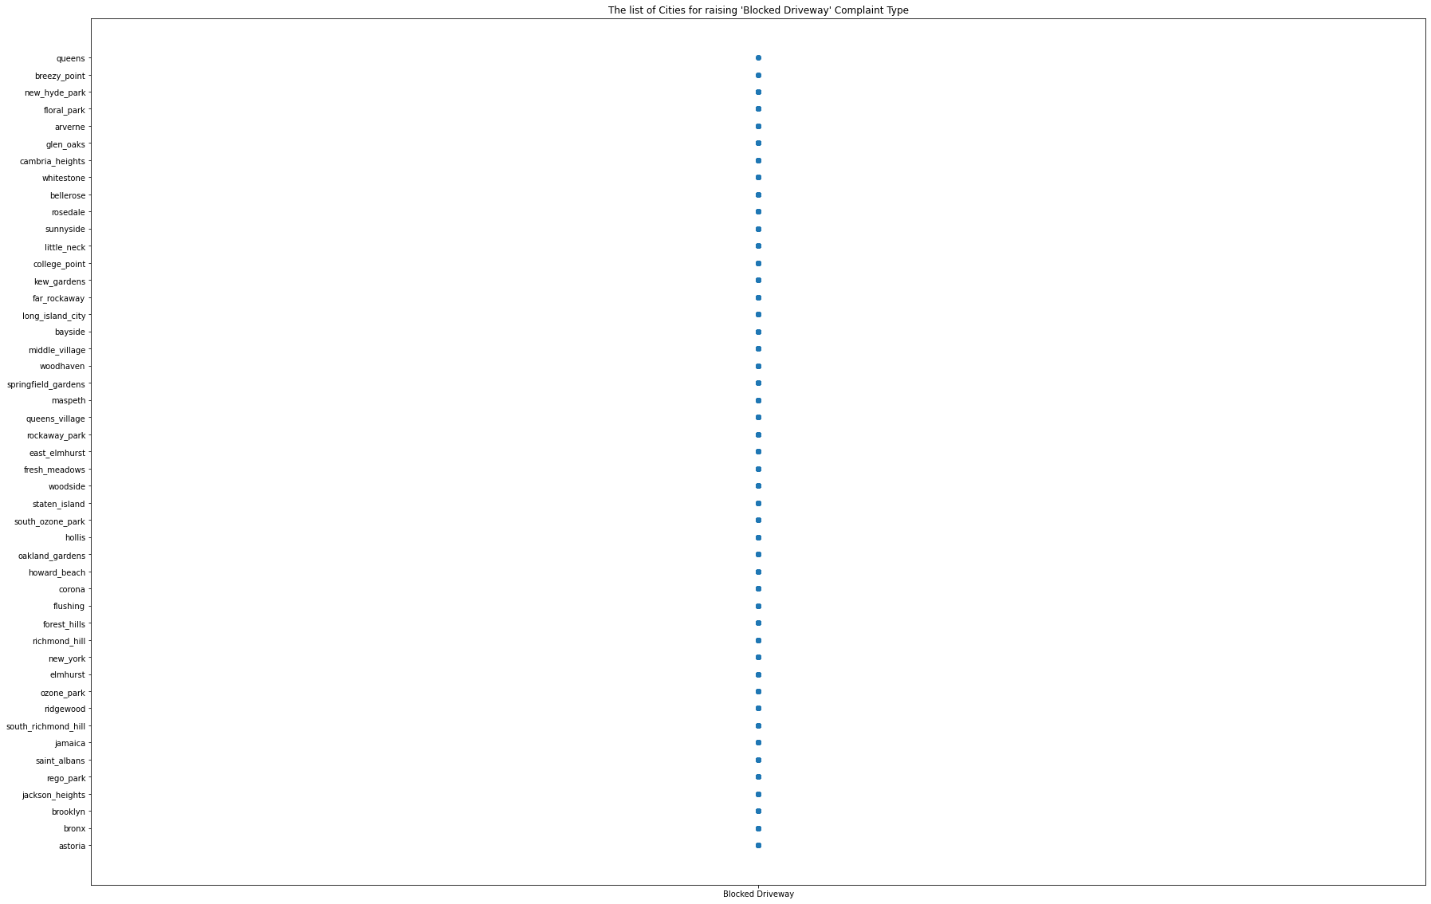 The list of Cities for raising 'Blocked Driveway' Complaint Type
queens
breezy_point
new_hyde_park
floral_park
arverne
glen_oaks
cambria_heights
whitestone
bellerose
rosedale
sunnyside
little_neck
college_point
kew_gardens
far_rockaway
long_island_city
bayside
middle_village
woodhaven
springfield_gardens
maspeth
queens_village
rockaway_park
east_elmhurst
fresh_meadows
woodside
staten_island
south_ozone_park
hollis
oakland_gardens
howard_beach
corona
flushing
forest_hills
richmond_hill
new_york
elmhurst
ozone_park
ridgewood
south_richmond_hill
jamaica
saint_albans
rego_park
jackson_heights
brooklyn
bronx
astoria
Blocked Driveway